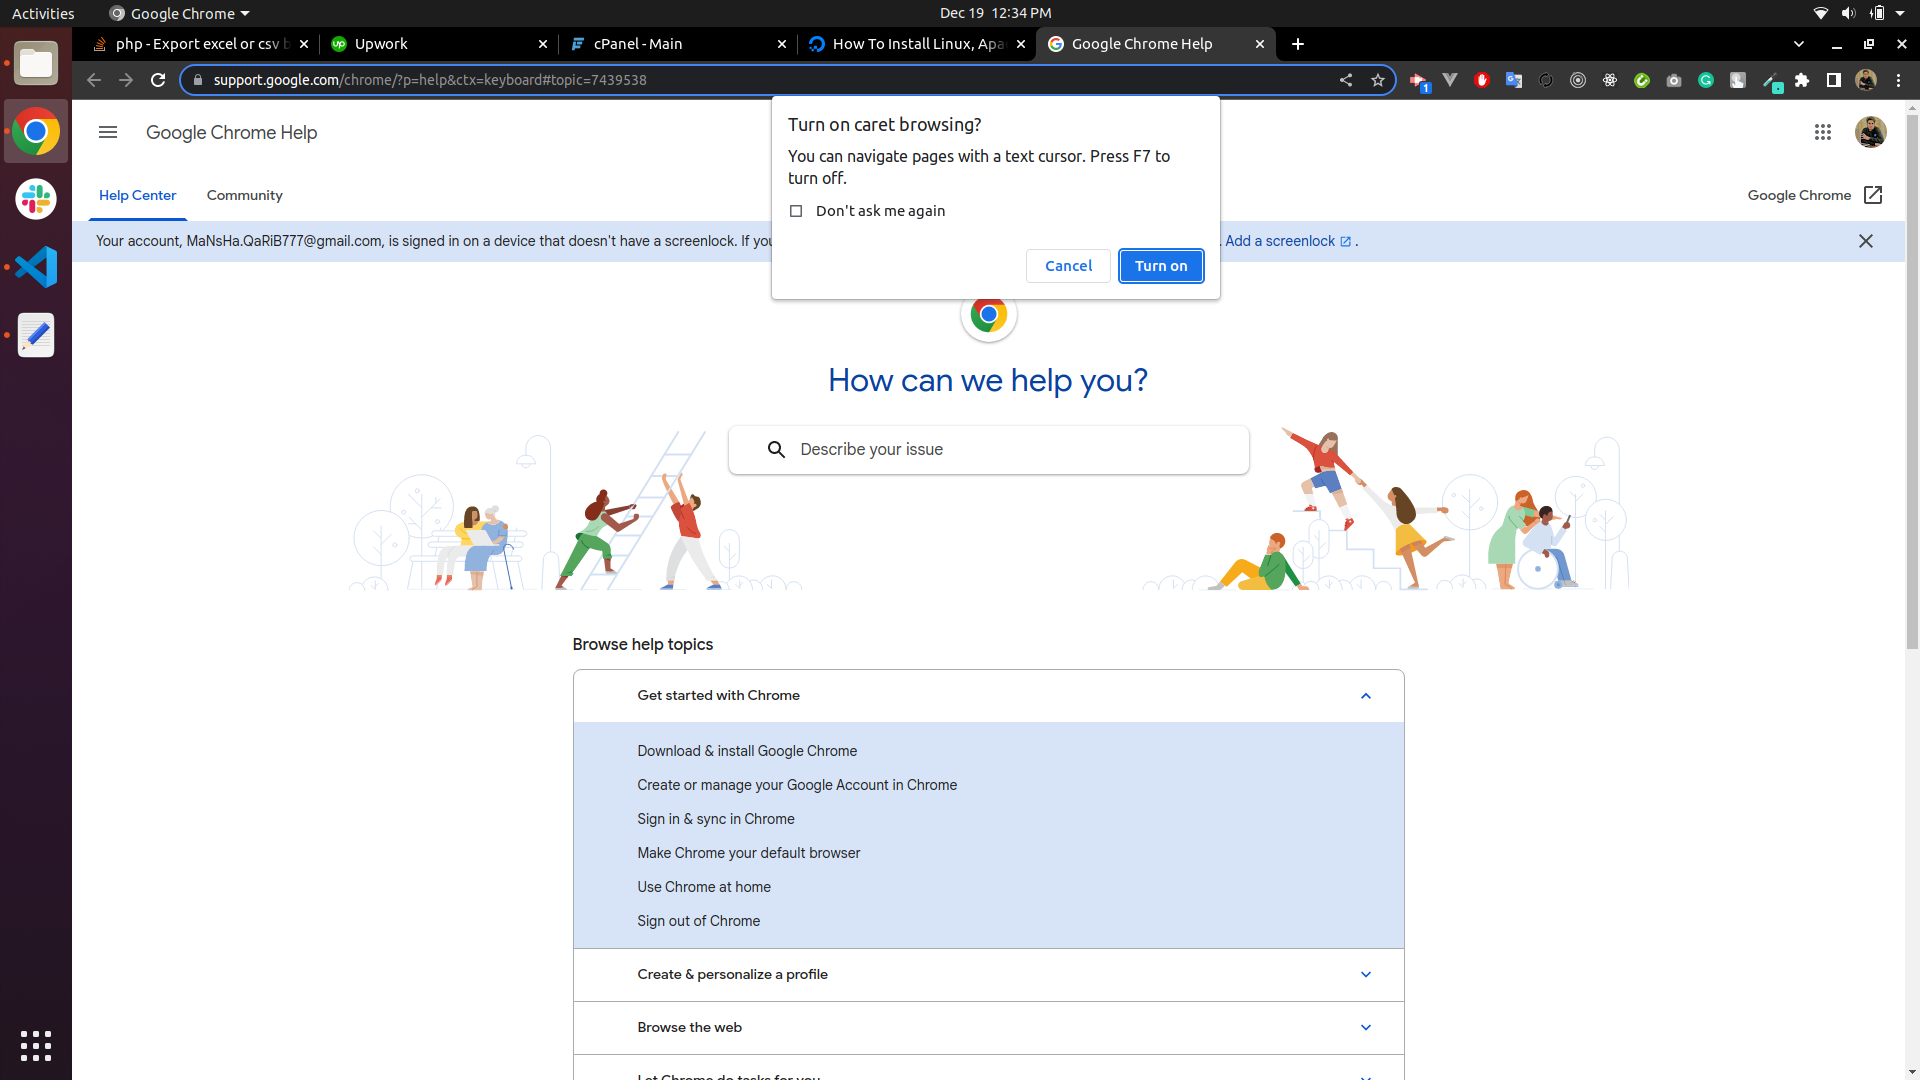 Activities
Google Chrome
Dec 19 12:34 PM
php - Export excel or csv b
Upwork
cPanel - Main
How To Install Linux, Apa
Google Chrome Help
support.google.com/chrome/?p=help&ctx=keyboard#topic=7439538
1
Google Chrome Help
Turn on caret browsing?
You can navigate pages with a text cursor. Press F7 to
turn off.
Don't ask me again
Cancel
Turn on
Help Center
Community
Google Chrome
Your account, MaNsHa.QaRiB777@gmail.com, is signed in on a device that doesn't have a screenlock. If you
. Add a screenlock .
How can we help you?
Describe your issue
Browse help topics
Get started with Chrome
Download & install Google Chrome
Create or manage your Google Account in Chrome
Sign in & sync in Chrome
Make Chrome your default browser
Use Chrome at home
Sign out of Chrome
Create & personalize a profile
Browse the web
Let Chrome do tasks for you